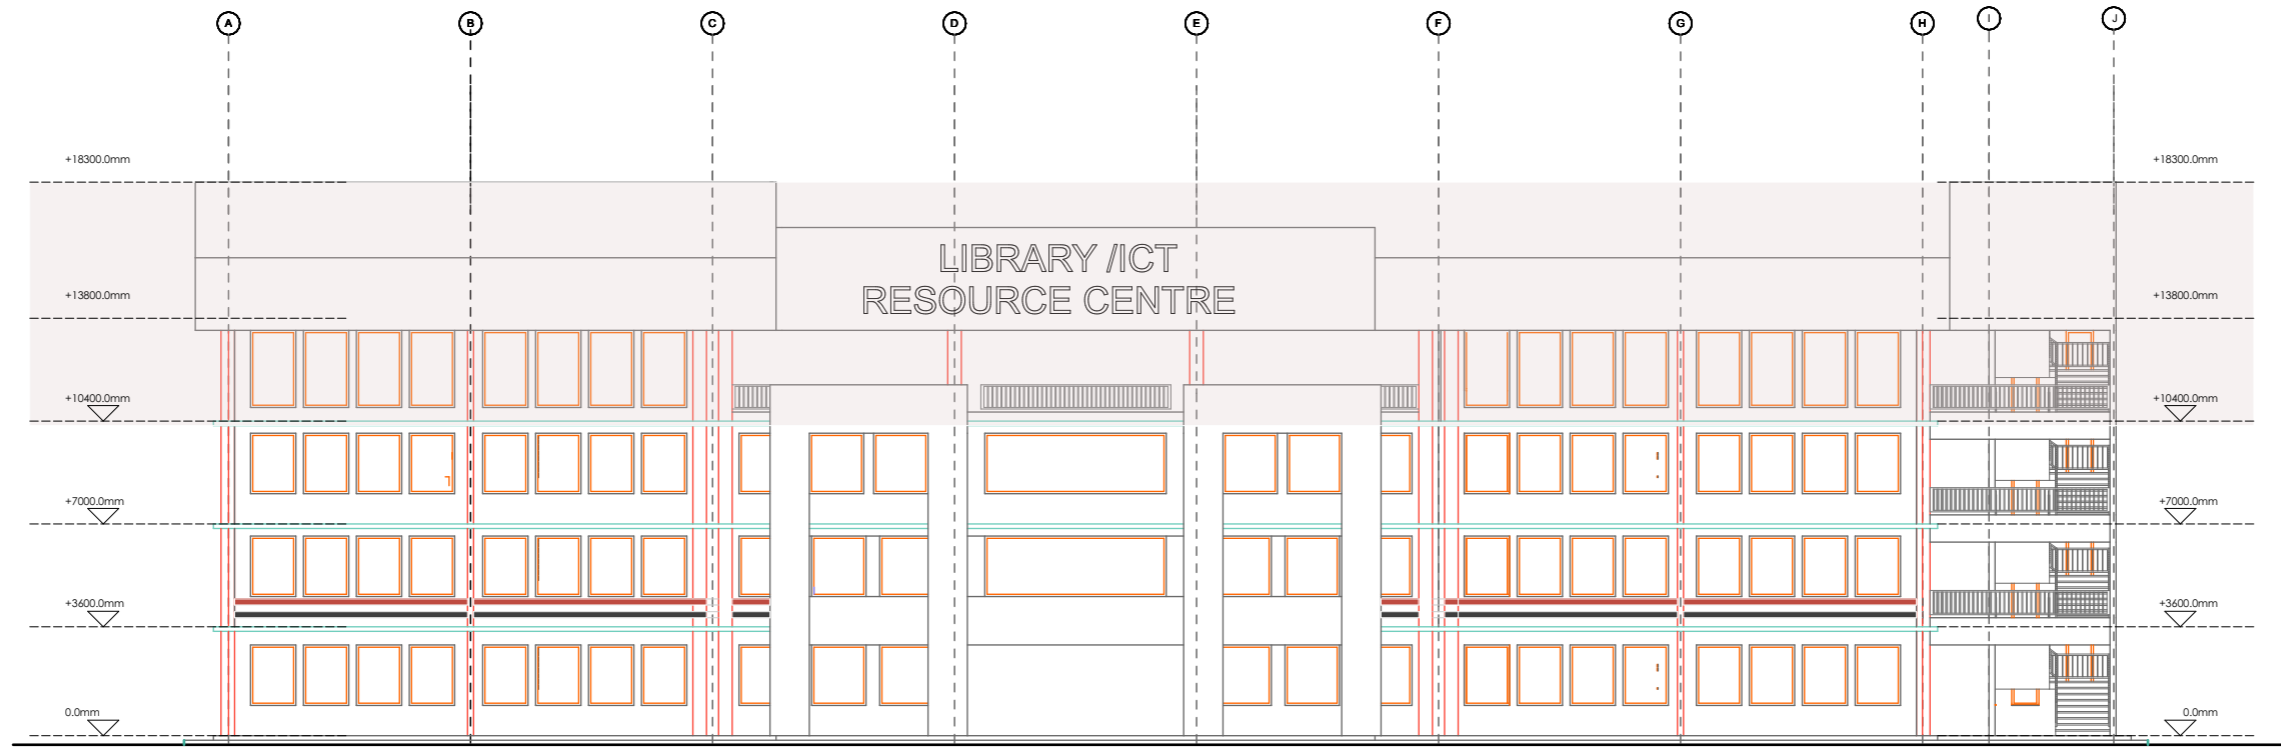 A B C D E F G H I J
+18300.0mm +18300.0mm
LIBRARY /ICT
RESOURCE CENTRE
+13800.0mm +13800.0mm
+10400.0mm +10400.0mm
+7000.0mm +7000.0mm
+3600.0mm +3600.0mm
0.0mm 0.0mm